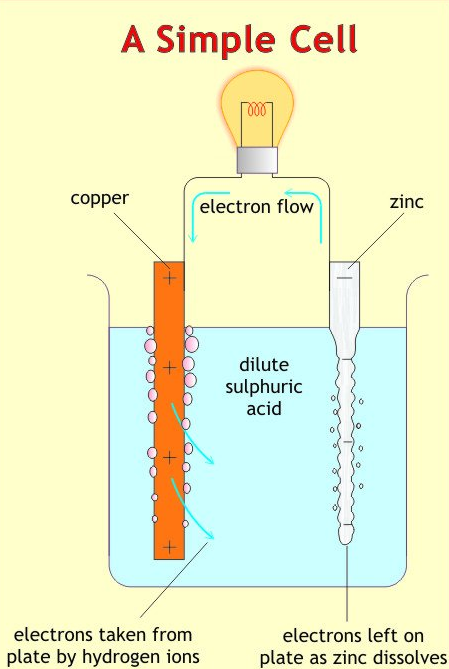 A Simple Cell
copper
electron flow
zinc
+
−
dilute
sulphuric
acid
+
+
−
+
−
electrons taken from
plate by hydrogen ions
electrons left on
plate as zinc dissolves